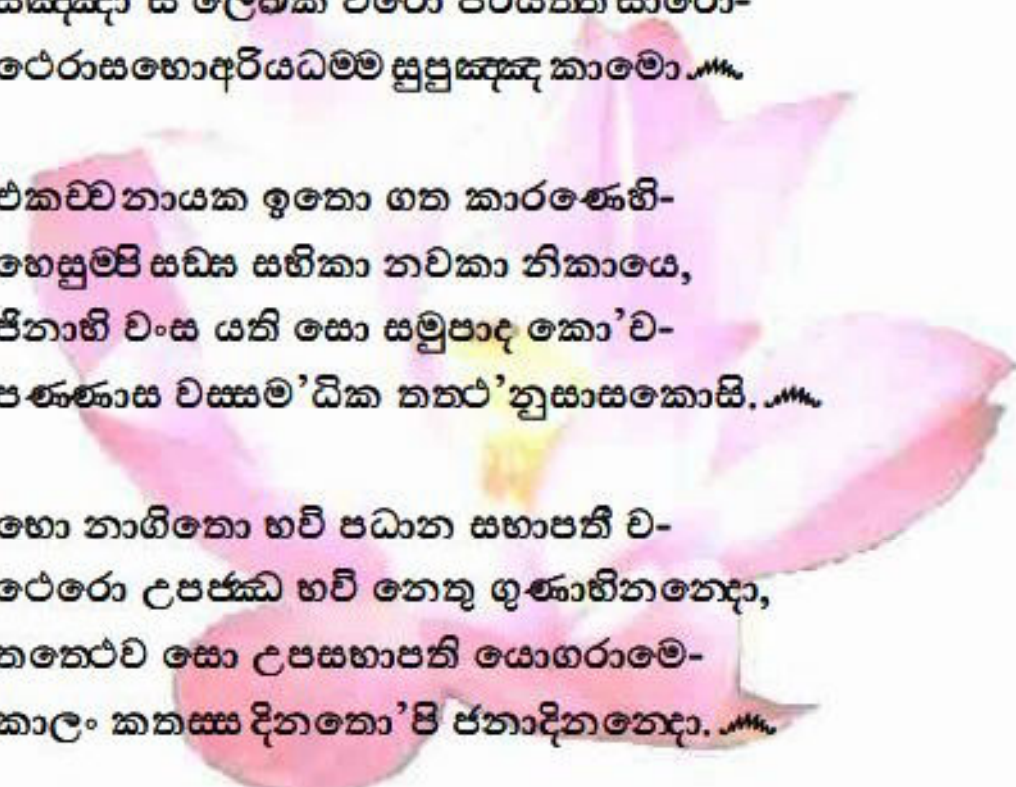 ථෙරාසභොඅරියධම්ම සුපුඤ්ඤ කාමො.
එකච්චනායක ඉතො ගත කාරණෙහි-
හෙසුම්පි සඞ්ඝ සභිකා නවකා නිකායෙ,
ජිනාභි වංස යති සො සමුපාද කො’ච-
පණ්ණාස වස්සම’ධික තත්ථ’නුසාසකොසි.
භො නාගිතො භවි පධාන සභාපතී ච-
ථෙරො උපජ්ඣ භවි නෙතු ගුණාභිනන්දො,
තත්ථෙව සො උපසභාපති යොගරාමෙ-
කාලං කතස්ස දිනතො’පි ජනාදිනන්දො.